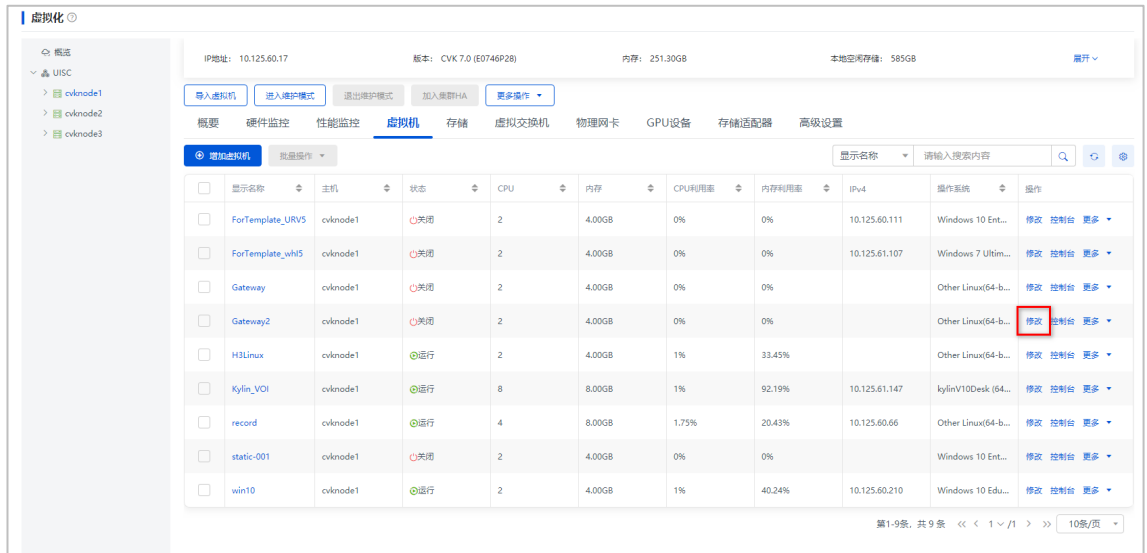 虚拟化
概览
UISC
cvknode1
cvknode2
cvknode3
IP地址: 10.125.60.17 版本: CVK 7.0 (E0746P28) 内存: 251.30GB 本地空闲存储: 585GB 展开
导入虚拟机 进入维护模式 退出维护模式 加入集群HA 更多操作
概要 硬件监控 性能监控 虚拟机 存储 虚拟交换机 物理网卡 GPU设备 存储适配器 高级设置
增加虚拟机 批量操作 显示名称 请输入搜索内容
显示名称 主机 状态 CPU 内存 CPU利用率 内存利用率 IPv4 操作系统 操作
ForTemplate_URV5 cvknode1 关闭 2 4.00GB 0% 0% 10.125.60.111 Windows 10 Ent... 修改 控制台 更多
ForTemplate_whl5 cvknode1 关闭 2 4.00GB 0% 0% 10.125.61.107 Windows 7 Ultim... 修改 控制台 更多
Gateway cvknode1 关闭 2 4.00GB 0% 0% Other Linux(64-b... 修改 控制台 更多
Gateway2 cvknode1 关闭 2 4.00GB 0% 0% Other Linux(64-b... 修改 控制台 更多
H3Linux cvknode1 运行 2 4.00GB 1% 33.45% Other Linux(64-b... 修改 控制台 更多
Kylin_VOI cvknode1 运行 8 8.00GB 1% 92.19% 10.125.61.147 kylinV10Desk (64... 修改 控制台 更多
record cvknode1 运行 4 8.00GB 1.75% 20.43% 10.125.60.66 Other Linux(64-b... 修改 控制台 更多
static-001 cvknode1 关闭 2 4.00GB 0% 0% Windows 10 Ent... 修改 控制台 更多
win10 cvknode1 运行 2 4.00GB 1% 40.24% 10.125.60.210 Windows 10 Edu... 修改 控制台 更多
第1-9条, 共 9 条 << < 1 /1 > >> 10条/页